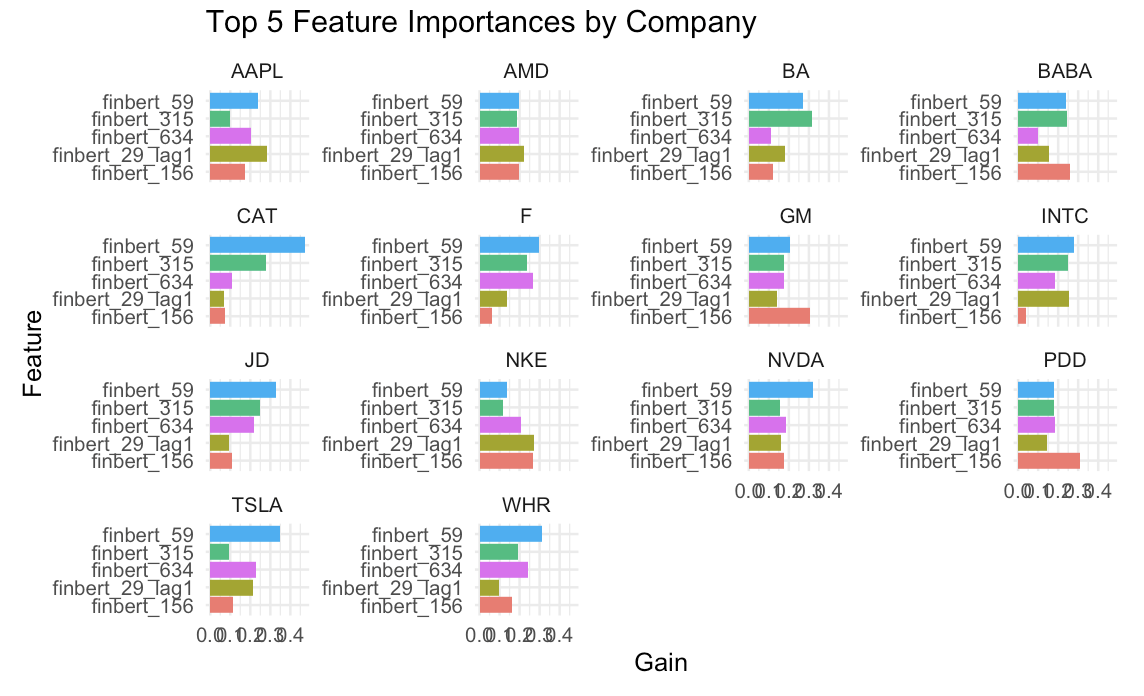 Top 5 Feature Importances by Company
AAPL AMD BA BABA
finbert_59 finbert_59 finbert_59 finbert_59
finbert_315 finbert_315 finbert_315 finbert_315
finbert_634 finbert_634 finbert_634 finbert_634
finbert_29_lag1 finbert_29_lag1 finbert_29_lag1 finbert_29_lag1
finbert_156 finbert_156 finbert_156 finbert_156
CAT F GM INTC
finbert_59 finbert_59 finbert_59 finbert_59
finbert_315 finbert_315 finbert_315 finbert_315
finbert_634 finbert_634 finbert_634 finbert_634
finbert_29_lag1 finbert_29_lag1 finbert_29_lag1 finbert_29_lag1
finbert_156 finbert_156 finbert_156 finbert_156
Feature
JD NKE NVDA PDD
finbert_59 finbert_59 finbert_59 finbert_59
finbert_315 finbert_315 finbert_315 finbert_315
finbert_634 finbert_634 finbert_634 finbert_634
finbert_29_lag1 finbert_29_lag1 finbert_29_lag1 finbert_29_lag1
finbert_156 finbert_156 finbert_156 finbert_156
0.0 0.1 0.2 0.3 0.4 0.0 0.1 0.2 0.3 0.4
TSLA WHR
finbert_59 finbert_59
finbert_315 finbert_315
finbert_634 finbert_634
finbert_29_lag1 finbert_29_lag1
finbert_156 finbert_156
0.0 0.1 0.2 0.3 0.4 0.0 0.1 0.2 0.3 0.4
Gain